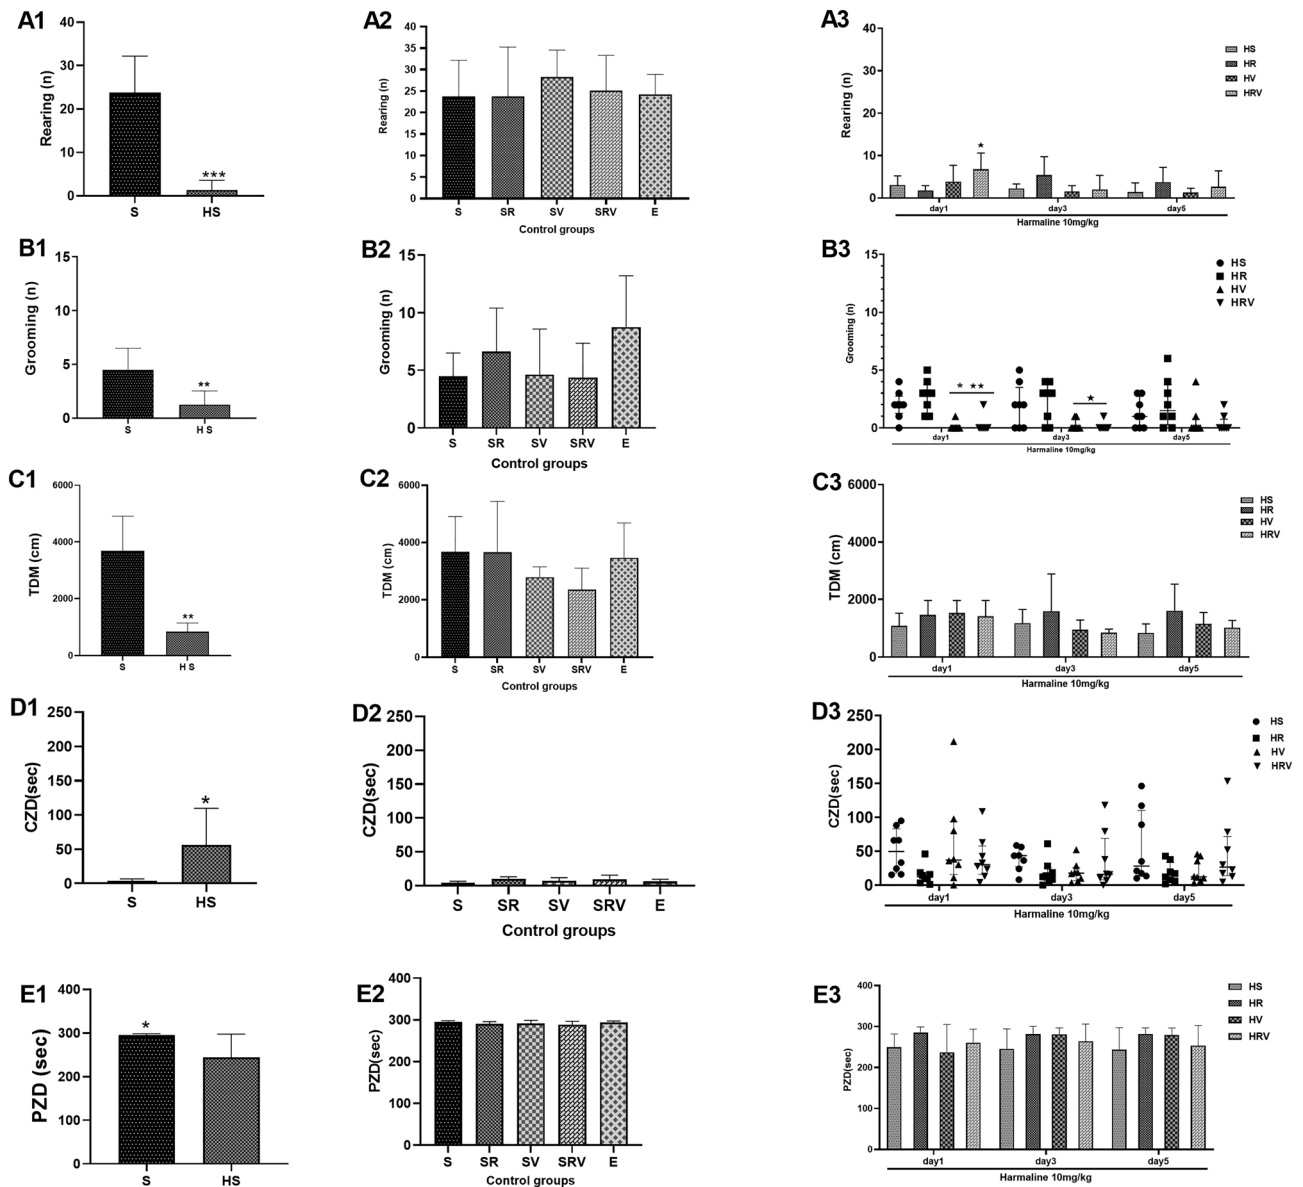 A1
Rearing (n)
40
30
20
10
0
***
S HS
A2
Rearing (n)
40
35
30
25
20
15
10
5
0
S SR SV SRV E
Control groups
A3
Rearing (n)
40
30
20
10
0
★
HS
HR
HV
HRV
day1 day3 day5
Harmaline 10mg/kg
B1
Grooming (n)
15
10
5
0
**
S H S
B2
Grooming (n)
15
10
5
0
S SR SV SRV E
Control groups
B3
Grooming (n)
15
10
5
0
★ ★★
★
HS
HR
HV
HRV
day1 day3 day5
Harmaline 10mg/kg
C1
TDM (cm)
6000
4000
2000
0
**
S H S
C2
TDM (cm)
6000
4000
2000
0
S SR SV SRV E
Control groups
C3
TDM (cm)
6000
4000
2000
0
HS
HR
HV
HRV
day1 day3 day5
Harmaline 10mg/kg
D1
CZD(sec)
250
200
150
100
50
0
*
S HS
D2
CZD(sec)
250
200
150
100
50
0
S SR SV SRV E
Control groups
D3
CZD(sec)
250
200
150
100
50
0
HS
HR
HV
HRV
day1 day3 day5
Harmaline 10mg/kg
E1
PZD (sec)
400
300
200
100
0
*
S HS
E2
PZD(sec)
400
300
200
100
0
S SR SV SRV E
Control groups
E3
PZD(sec)
400
300
200
100
0
HS
HR
HV
HRV
day1 day3 day5
Harmaline 10mg/kg